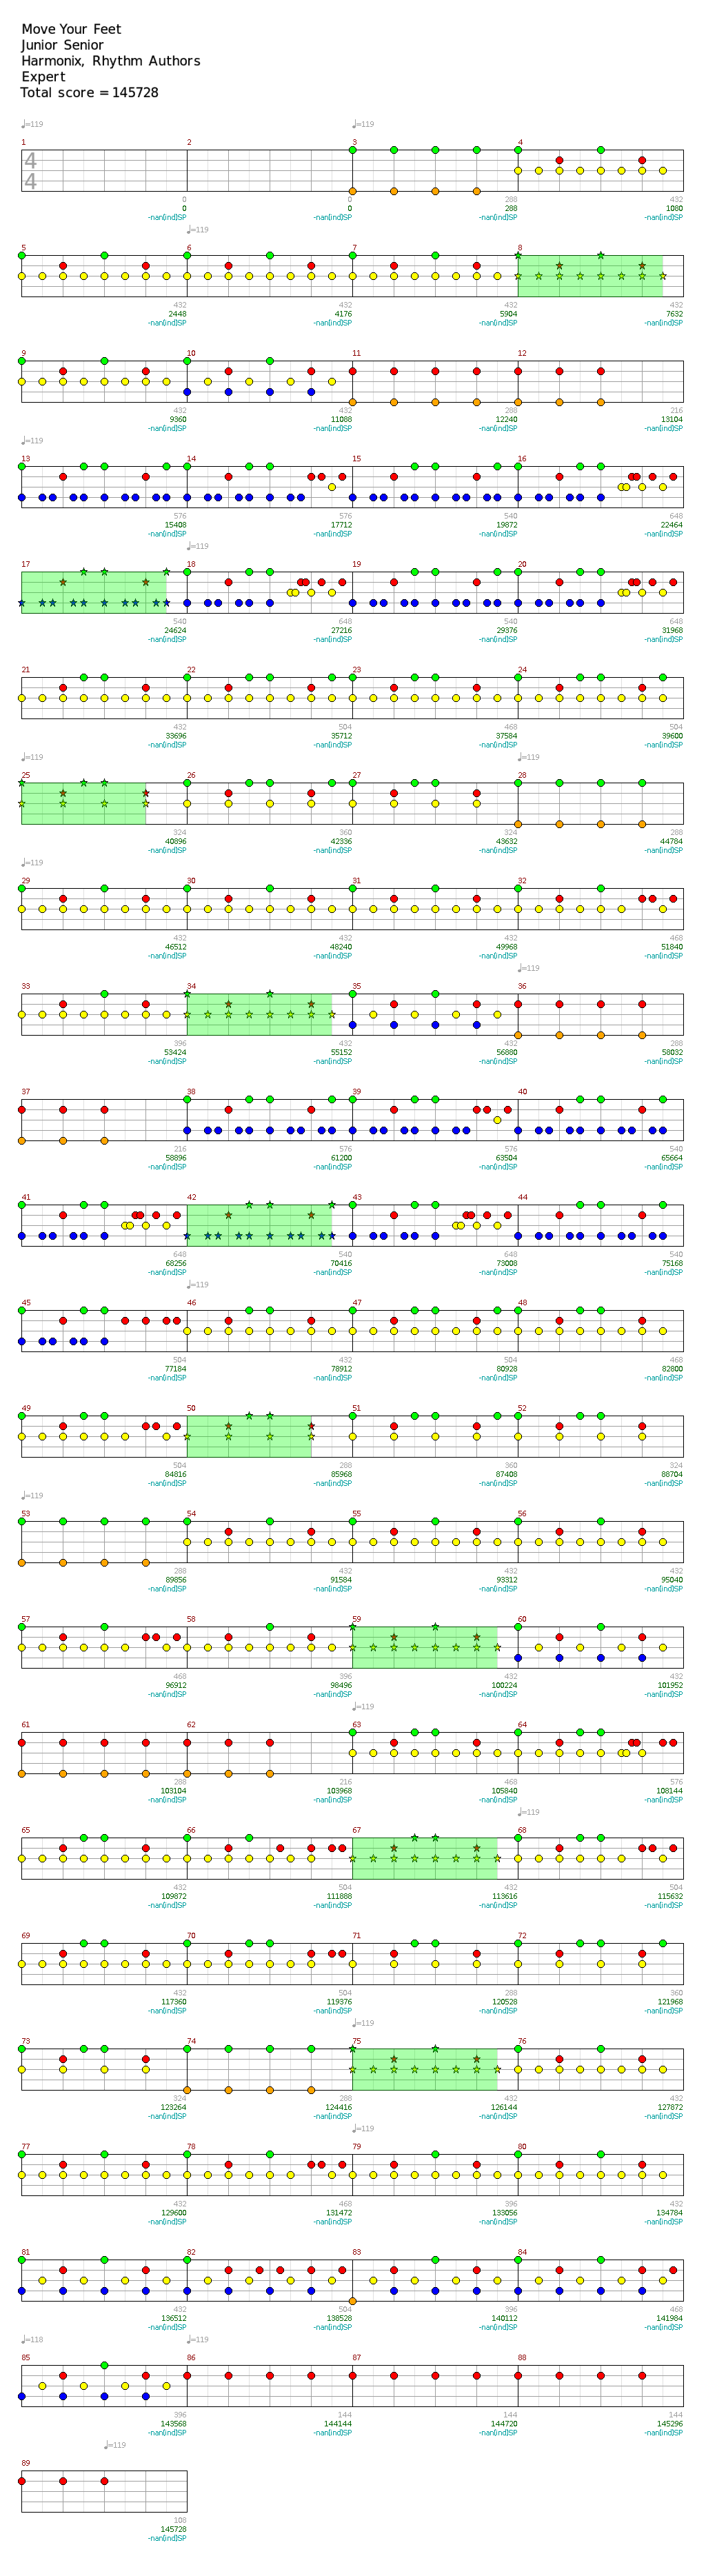 Move Your Feet
Junior Senior
Harmonix, Rhythm Authors
Expert
Total score = 145728
♩=119 ♩=119
1 2 3 4
4
4
0 0 288 432
0 0 288 1080
-nan(ind)SP -nan(ind)SP -nan(ind)SP -nan(ind)SP
♩=119
5 6 7 8
432 432 432 432
2448 4176 5904 7632
-nan(ind)SP -nan(ind)SP -nan(ind)SP -nan(ind)SP
9 10 11 12
432 432 288 216
9360 11088 12240 13104
-nan(ind)SP -nan(ind)SP -nan(ind)SP -nan(ind)SP
♩=119
13 14 15 16
576 576 540 648
15408 17712 19872 22464
-nan(ind)SP -nan(ind)SP -nan(ind)SP -nan(ind)SP
♩=119
17 18 19 20
540 648 540 648
24624 27216 29376 31968
-nan(ind)SP -nan(ind)SP -nan(ind)SP -nan(ind)SP
21 22 23 24
432 504 468 504
33696 35712 37584 39600
-nan(ind)SP -nan(ind)SP -nan(ind)SP -nan(ind)SP
♩=119 ♩=119
25 26 27 28
324 360 324 288
40896 42336 43632 44784
-nan(ind)SP -nan(ind)SP -nan(ind)SP -nan(ind)SP
♩=119
29 30 31 32
432 432 432 468
46512 48240 49968 51840
-nan(ind)SP -nan(ind)SP -nan(ind)SP -nan(ind)SP
♩=119
33 34 35 36
396 432 432 288
53424 55152 56880 58032
-nan(ind)SP -nan(ind)SP -nan(ind)SP -nan(ind)SP
37 38 39 40
216 576 576 540
58896 61200 63504 65664
-nan(ind)SP -nan(ind)SP -nan(ind)SP -nan(ind)SP
41 42 43 44
648 540 648 540
68256 70416 73008 75168
-nan(ind)SP -nan(ind)SP -nan(ind)SP -nan(ind)SP
♩=119
45 46 47 48
504 432 504 468
77184 78912 80928 82800
-nan(ind)SP -nan(ind)SP -nan(ind)SP -nan(ind)SP
49 50 51 52
504 288 360 324
84816 85968 87408 88704
-nan(ind)SP -nan(ind)SP -nan(ind)SP -nan(ind)SP
♩=119
53 54 55 56
288 432 432 432
89856 91584 93312 95040
-nan(ind)SP -nan(ind)SP -nan(ind)SP -nan(ind)SP
57 58 59 60
468 396 432 432
96912 98496 100224 101952
-nan(ind)SP -nan(ind)SP -nan(ind)SP -nan(ind)SP
♩=119
61 62 63 64
288 216 468 576
103104 103968 105840 108144
-nan(ind)SP -nan(ind)SP -nan(ind)SP -nan(ind)SP
♩=119
65 66 67 68
432 504 432 504
109872 111888 113616 115632
-nan(ind)SP -nan(ind)SP -nan(ind)SP -nan(ind)SP
69 70 71 72
432 504 288 360
117360 119376 120528 121968
-nan(ind)SP -nan(ind)SP -nan(ind)SP -nan(ind)SP
♩=119
73 74 75 76
324 288 432 432
123264 124416 126144 127872
-nan(ind)SP -nan(ind)SP -nan(ind)SP -nan(ind)SP
♩=119
77 78 79 80
432 468 396 432
129600 131472 133056 134784
-nan(ind)SP -nan(ind)SP -nan(ind)SP -nan(ind)SP
81 82 83 84
432 504 396 468
136512 138528 140112 141984
-nan(ind)SP -nan(ind)SP -nan(ind)SP -nan(ind)SP
♩=118 ♩=119
85 86 87 88
396 144 144 144
143568 144144 144720 145296
-nan(ind)SP -nan(ind)SP -nan(ind)SP -nan(ind)SP
♩=119
89
108
145728
-nan(ind)SP